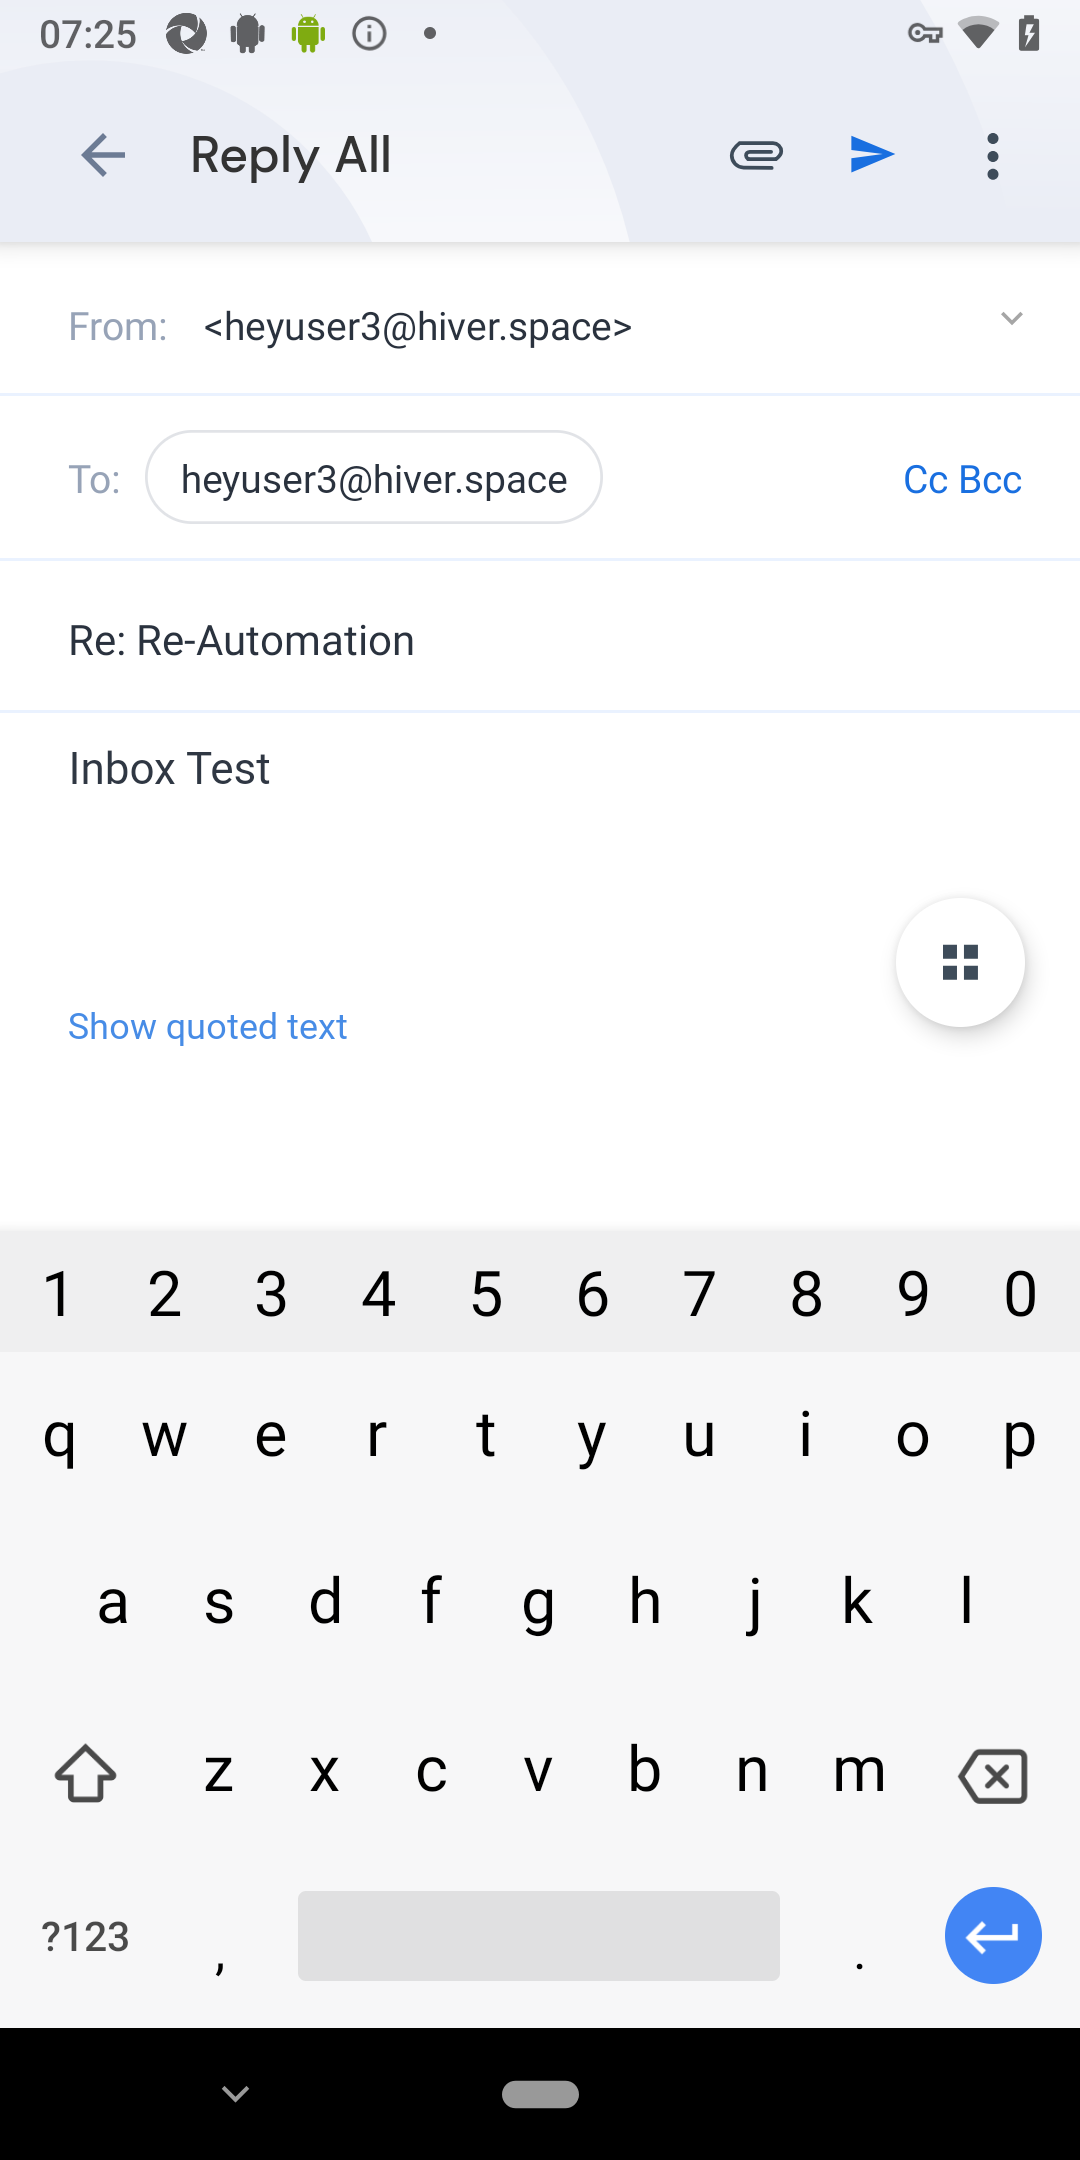 07:25
Reply All
From: <heyuser3@hiver.space>
To: heyuser3@hiver.space Cc Bcc
Re: Re-Automation
Inbox Test
Show quoted text
1 2 3 4 5 6 7 8 9 0
q w e r t y u i o p
a s d f g h j k l
z x c v b n m
?123 , .